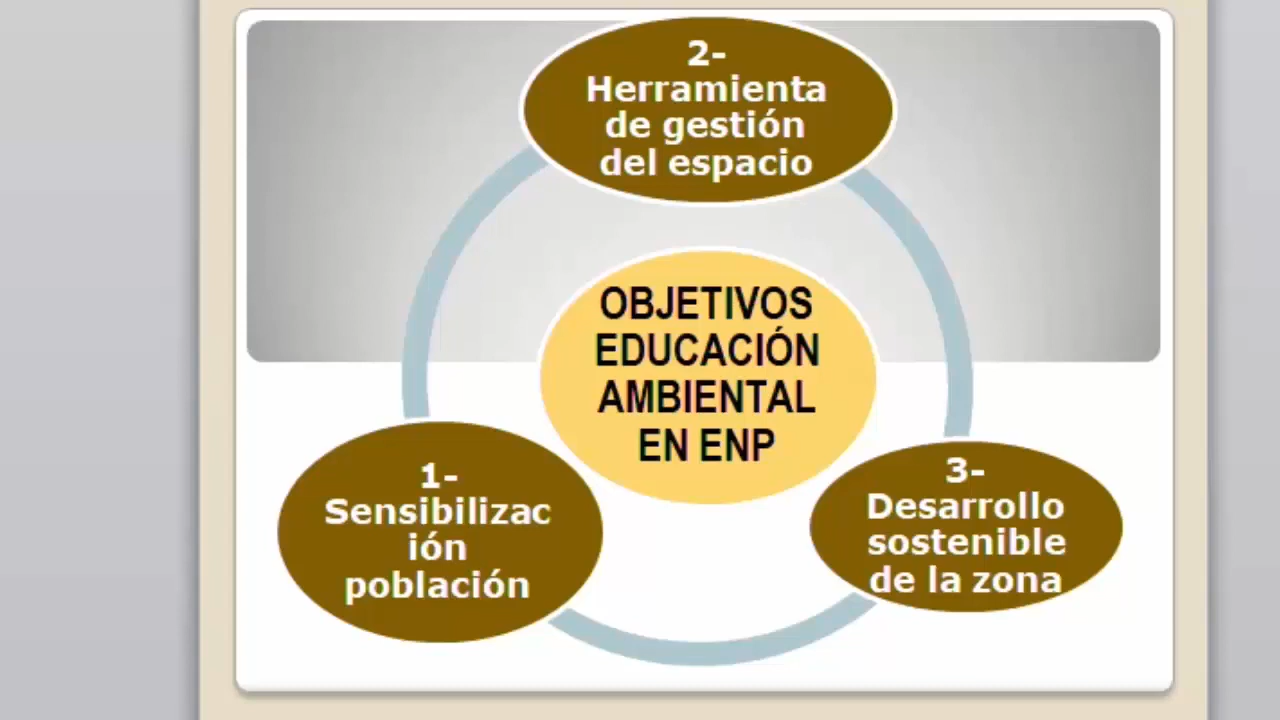 2-
Herramienta
de gestión
del espacio
OBJETIVOS
EDUCACIÓN
AMBIENTAL
EN ENP
1-
Sensibilizac
ión
población
3-
Desarrollo
sostenible
de la zona